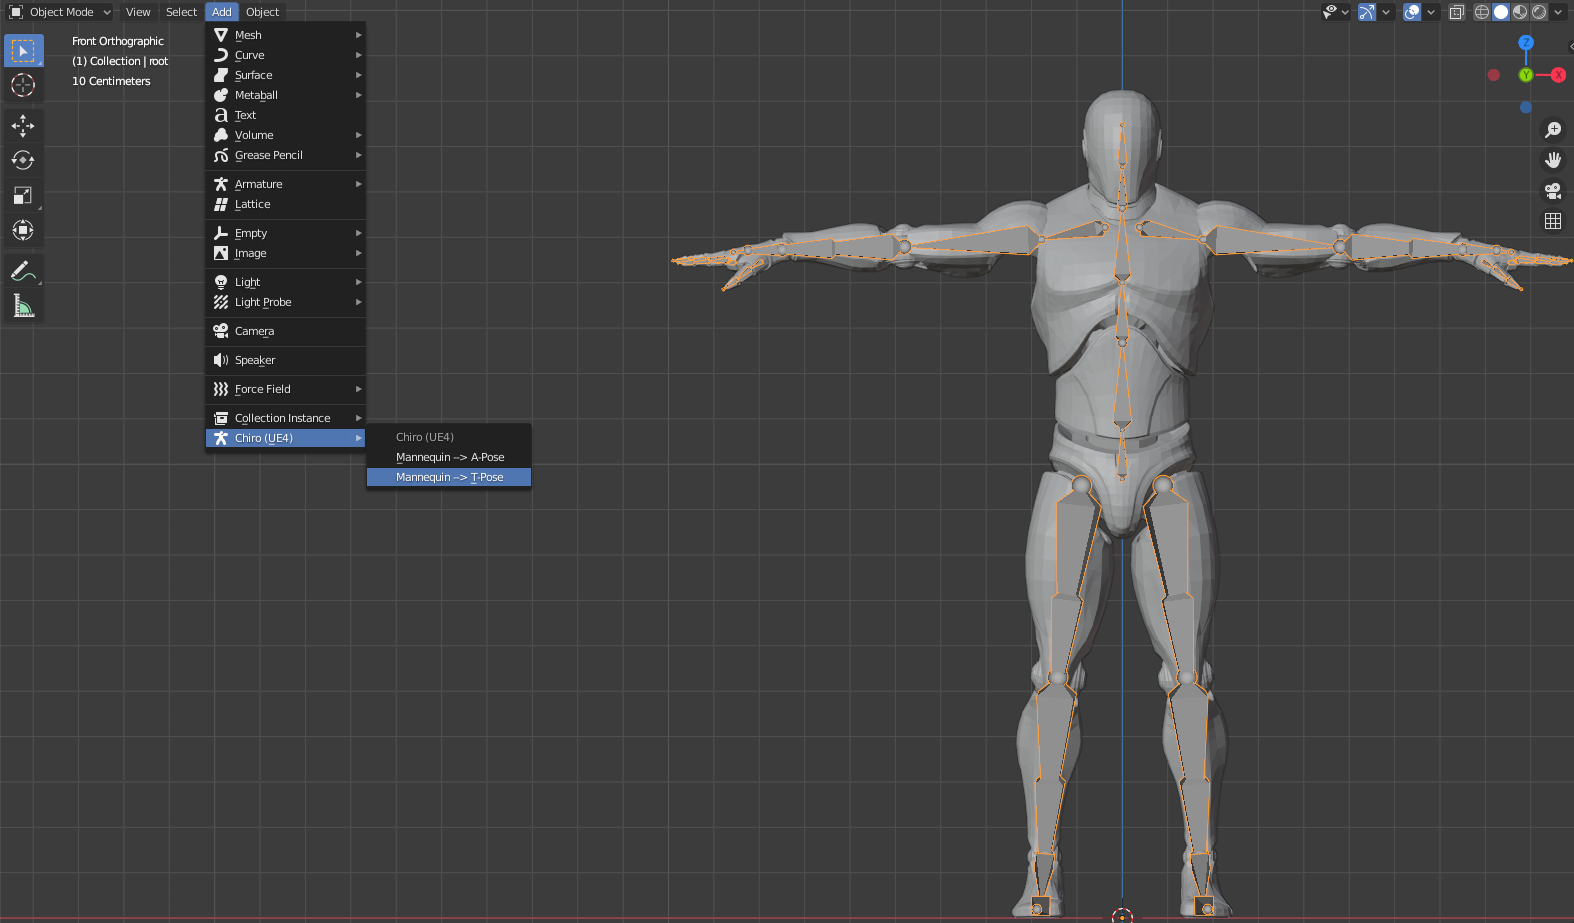 Object Mode View Select Add Object
Front Orthographic
(1) Collection | root
10 Centimeters
Mesh
Curve
Surface
Metaball
Text
Volume
Grease Pencil
Armature
Lattice
Empty
Image
Light
Light Probe
Camera
Speaker
Force Field
Collection Instance
Chiro (UE4)
Chiro (UE4)
Mannequin --> A-Pose
Mannequin --> T-Pose
Z
Y
X